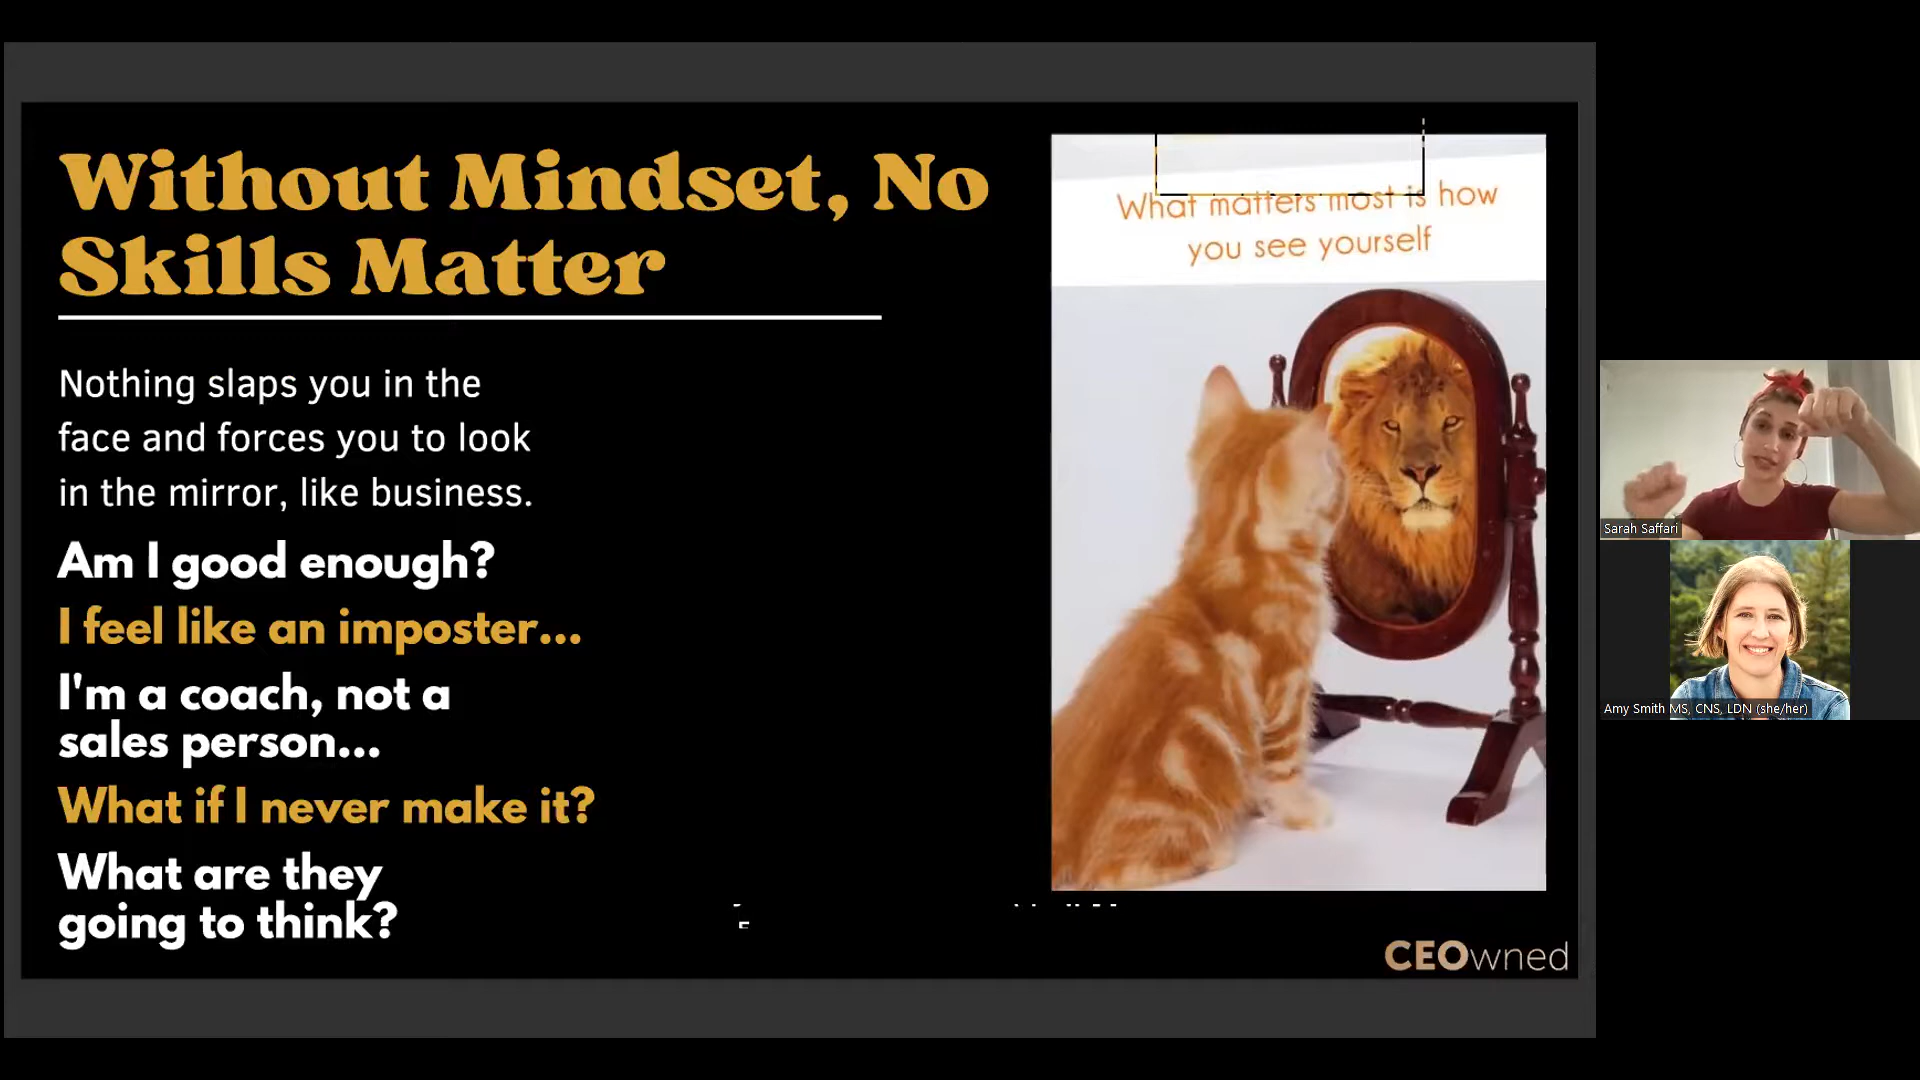 Without Mindset, No
Skills Matter
Nothing slaps you in the
face and forces you to look
in the mirror, like business.
Am I good enough?
I feel like an imposter...
I'm a coach, not a
sales person...
What if I never make it?
What are they
going to think?
What matters most is how
you see yourself
CEOwned
Sarah Saffari
Amy Smith MS, CNS, LDN (she/her)